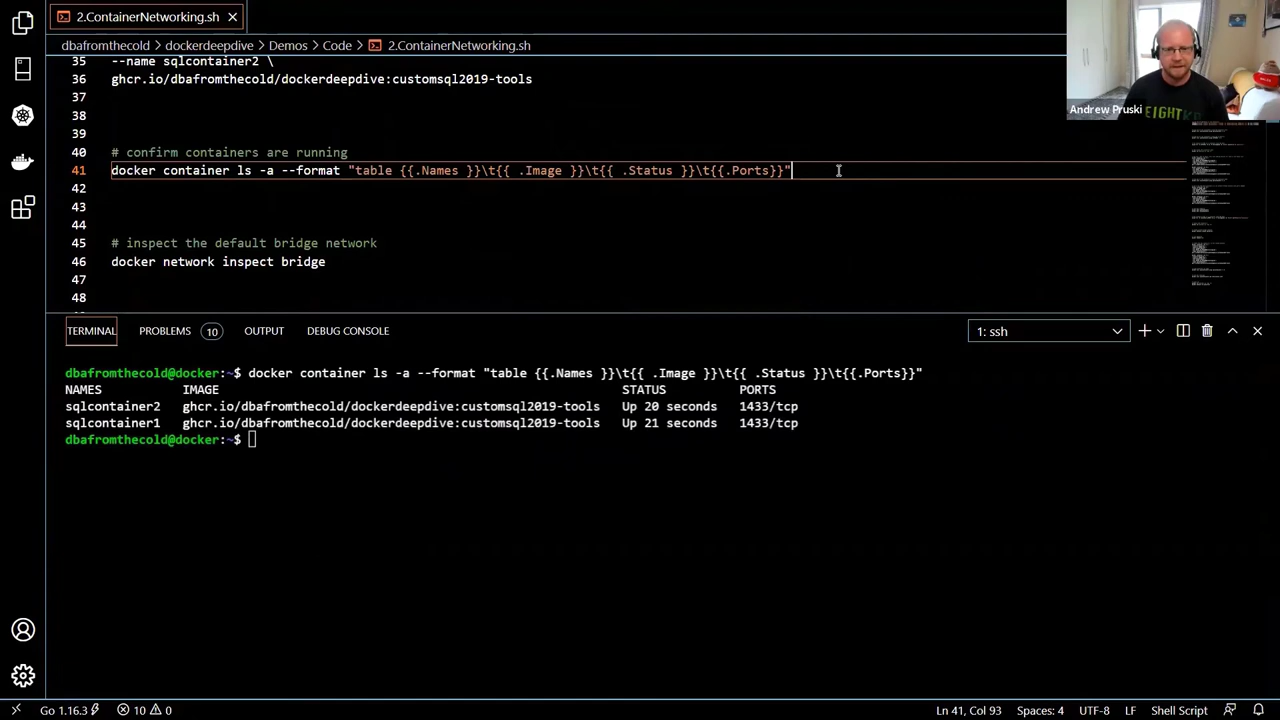 2.ContainerNetworking.sh
dbafromthecold > dockerdeepdive > Demos > Code > 2.ContainerNetworking.sh
Andrew Pruski
35 --name sqlcontainer2 \
36 ghcr.io/dbafromthecold/dockerdeepdive:customsql2019-tools
37
38
39
40 # confirm containers are running
41 docker container ls -a --format "table {{.Names }}\t{{ .Image }}\t{{ .Status }}\t{{.Ports}}"
42
43
44
45 # inspect the default bridge network
46 docker network inspect bridge
47
48
TERMINAL PROBLEMS 10 OUTPUT DEBUG CONSOLE 1: ssh
dbafromthecold@docker:~$ docker container ls -a --format "table {{.Names }}\t{{ .Image }}\t{{ .Status }}\t{{.Ports}}"
NAMES IMAGE STATUS PORTS
sqlcontainer2 ghcr.io/dbafromthecold/dockerdeepdive:customsql2019-tools Up 20 seconds 1433/tcp
sqlcontainer1 ghcr.io/dbafromthecold/dockerdeepdive:customsql2019-tools Up 21 seconds 1433/tcp
dbafromthecold@docker:~$
Go 1.16.3 10 0 Ln 41, Col 93 Spaces: 4 UTF-8 LF Shell Script